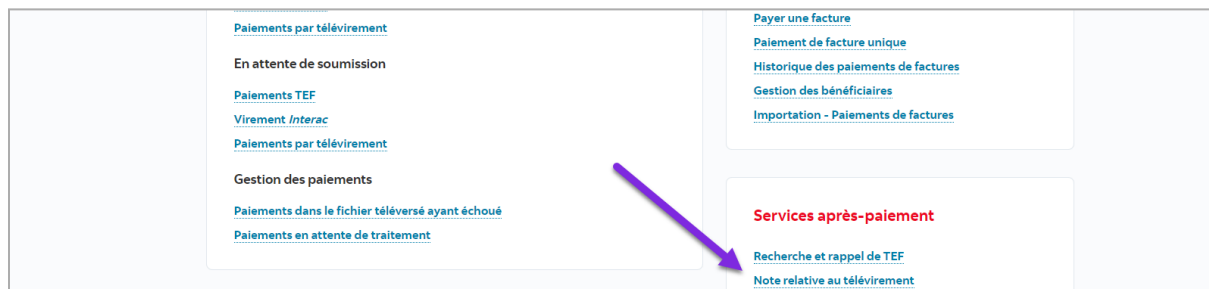 Paiements par télévirement
En attente de soumission
Paiements TEF
Virement Interac
Paiements par télévirement
Gestion des paiements
Paiements dans le fichier téléversé ayant échoué
Paiements en attente de traitement
Payer une facture
Paiement de facture unique
Historique des paiements de factures
Gestion des bénéficiaires
Importation - Paiements de factures
Services après-paiement
Recherche et rappel de TEF
Note relative au télévirement